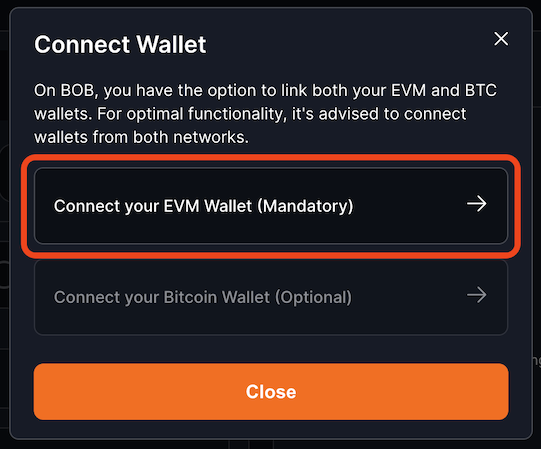 Connect Wallet
On BOB, you have the option to link both your EVM and BTC
wallets. For optimal functionality, it's advised to connect
wallets from both networks.
Connect your EVM Wallet (Mandatory)
Connect your Bitcoin Wallet (Optional)
Close